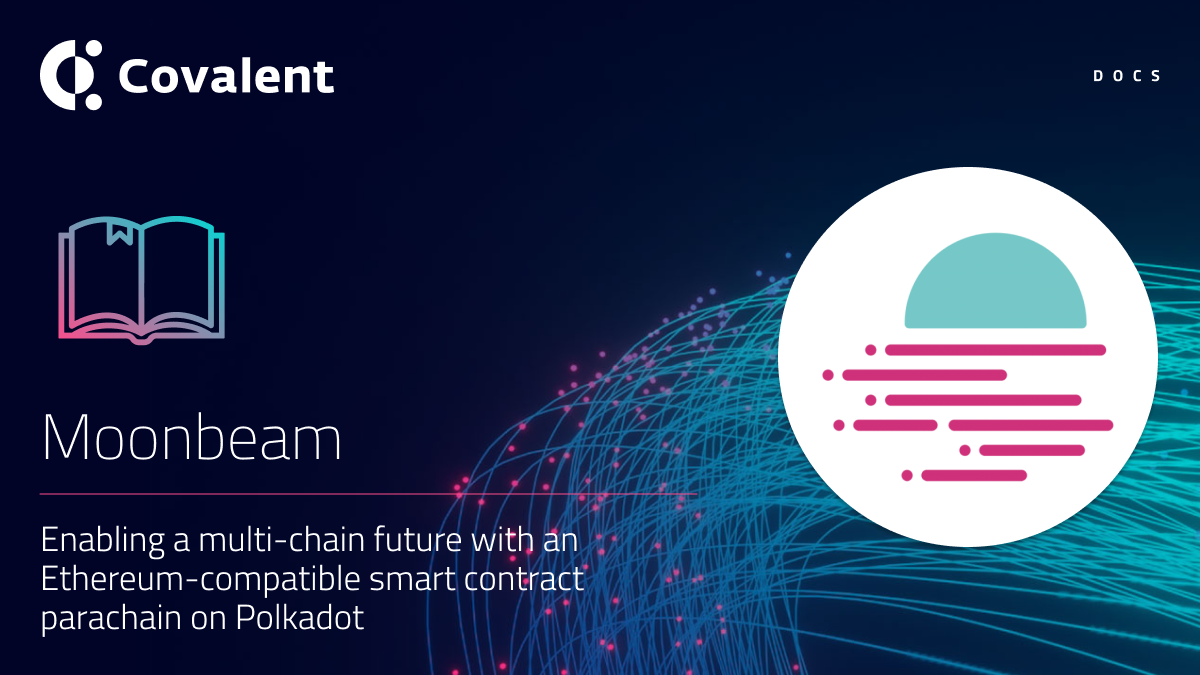 Covalent
DOCS
Moonbeam
Enabling a multi-chain future with an
Ethereum-compatible smart contract
parachain on Polkadot